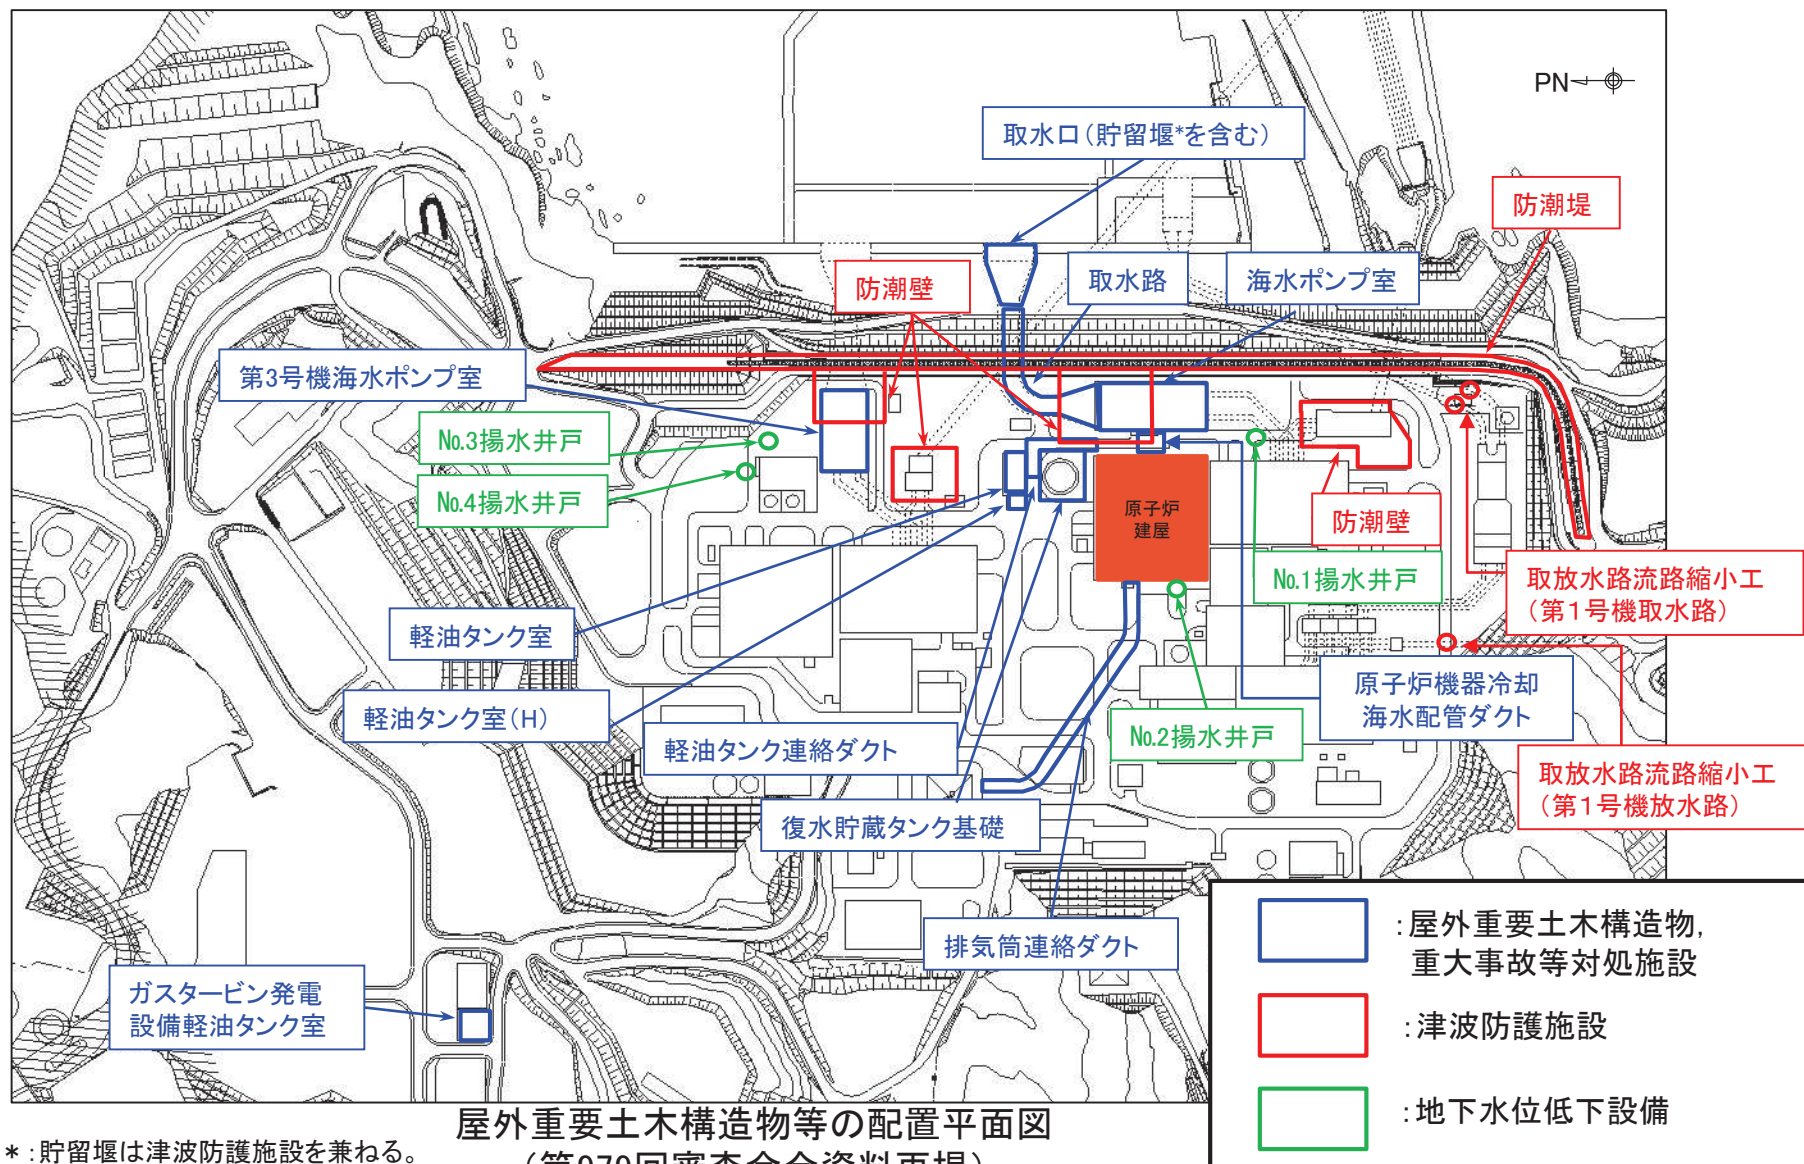 PN
取水口(貯留堰*を含む)
防潮堤
防潮壁
取水路
海水ポンプ室
第3号機海水ポンプ室
No.3揚水井戸
No.4揚水井戸
原子炉
建屋
防潮壁
No.1揚水井戸
取放水路流路縮小工
(第1号機取水路)
軽油タンク室
原子炉機器冷却
海水配管ダクト
軽油タンク室(H)
軽油タンク連絡ダクト
No.2揚水井戸
取放水路流路縮小工
(第1号機放水路)
復水貯蔵タンク基礎
排気筒連絡ダクト
ガスタービン発電
設備軽油タンク室
:屋外重要土木構造物,
重大事故等対処施設
:津波防護施設
:地下水位低下設備
屋外重要土木構造物等の配置平面図
*:貯留堰は津波防護施設を兼ねる。